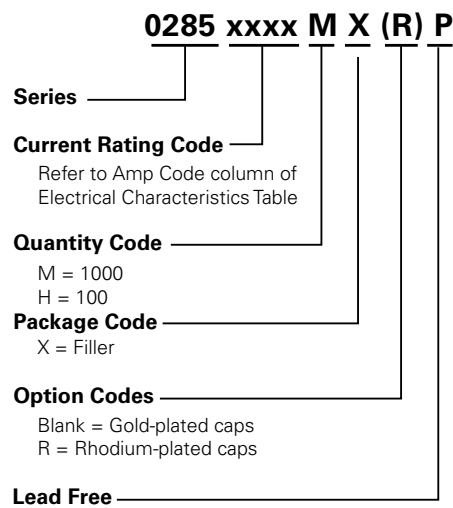 0285 xxxx M X (R) P
Series
Current Rating Code
Refer to Amp Code column of
Electrical Characteristics Table
Quantity Code
M = 1000
H = 100
Package Code
X = Filler
Option Codes
Blank = Gold-plated caps
R = Rhodium-plated caps
Lead Free